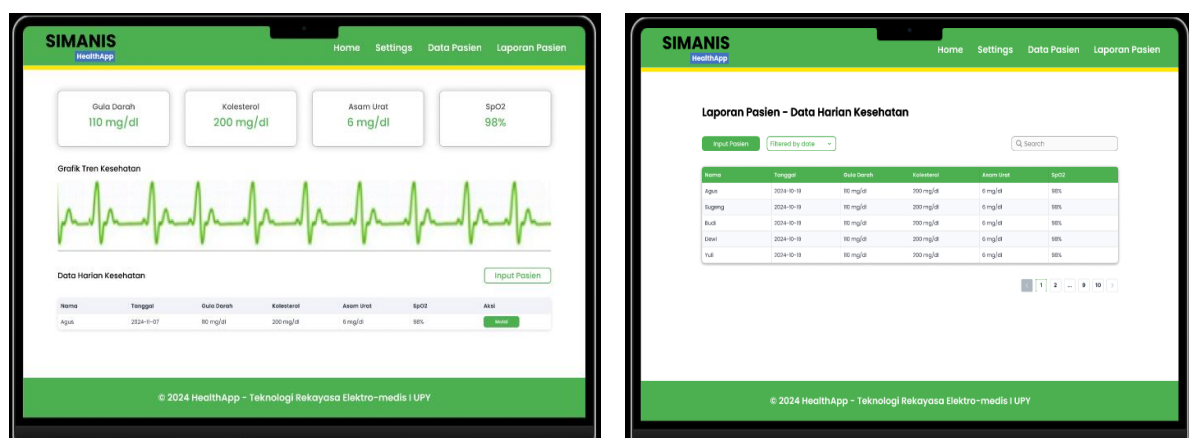 SIMANIS
HealthApp
Home Settings Data Pasien Laporan Pasien
Gula Darah
110 mg/dl
Kolesterol
200 mg/dl
Asam Urat
6 mg/dl
SpO2
98%
Grafik Tren Kesehatan
Data Harian Kesehatan
Input Pasien
Nama Tanggal Gula Darah Kolesterol Asam Urat SpO2 Aksi
Agus 2024-11-07 110 mg/dl 200 mg/dl 6 mg/dl 98%
© 2024 HealthApp - Teknologi Rekayasa Elektro-medis I UPY
SIMANIS
HealthApp
Home Settings Data Pasien Laporan Pasien
Laporan Pasien - Data Harian Kesehatan
Input Pasien Filtered by date Search
Nama Tanggal Gula Darah Kolesterol Asam Urat SpO2
Agus 2024-10-19 110 mg/dl 200 mg/dl 6 mg/dl 98%
Sugeng 2024-10-19 110 mg/dl 200 mg/dl 6 mg/dl 98%
Budi 2024-10-19 110 mg/dl 200 mg/dl 6 mg/dl 98%
Dewi 2024-10-19 110 mg/dl 200 mg/dl 6 mg/dl 98%
Yuli 2024-10-19 110 mg/dl 200 mg/dl 6 mg/dl 98%
< 1 2 ... 9 10 >
© 2024 HealthApp - Teknologi Rekayasa Elektro-medis I UPY